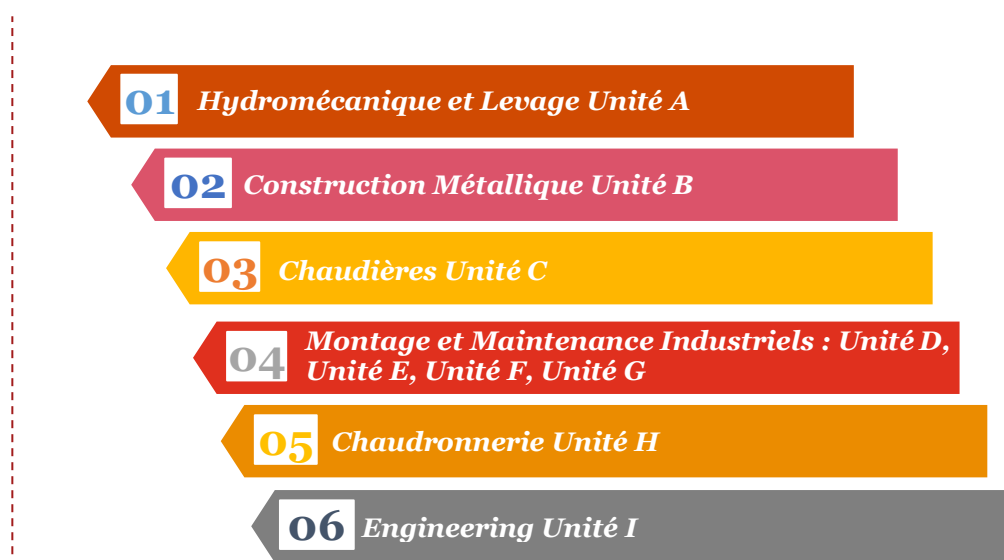 01 Hydromécanique et Levage Unité A
02 Construction Métallique Unité B
03 Chaudières Unité C
04 Montage et Maintenance Industriels : Unité D,
Unité E, Unité F, Unité G
05 Chaudronnerie Unité H
06 Engineering Unité I